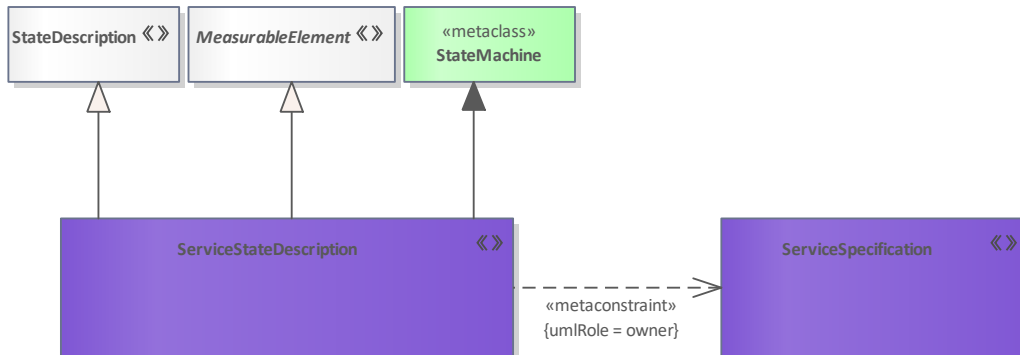 StateDescription «»
MeasurableElement «»
«metaclass»
StateMachine
ServiceStateDescription «»
ServiceSpecification «»
«metaconstraint»
{umlRole = owner}